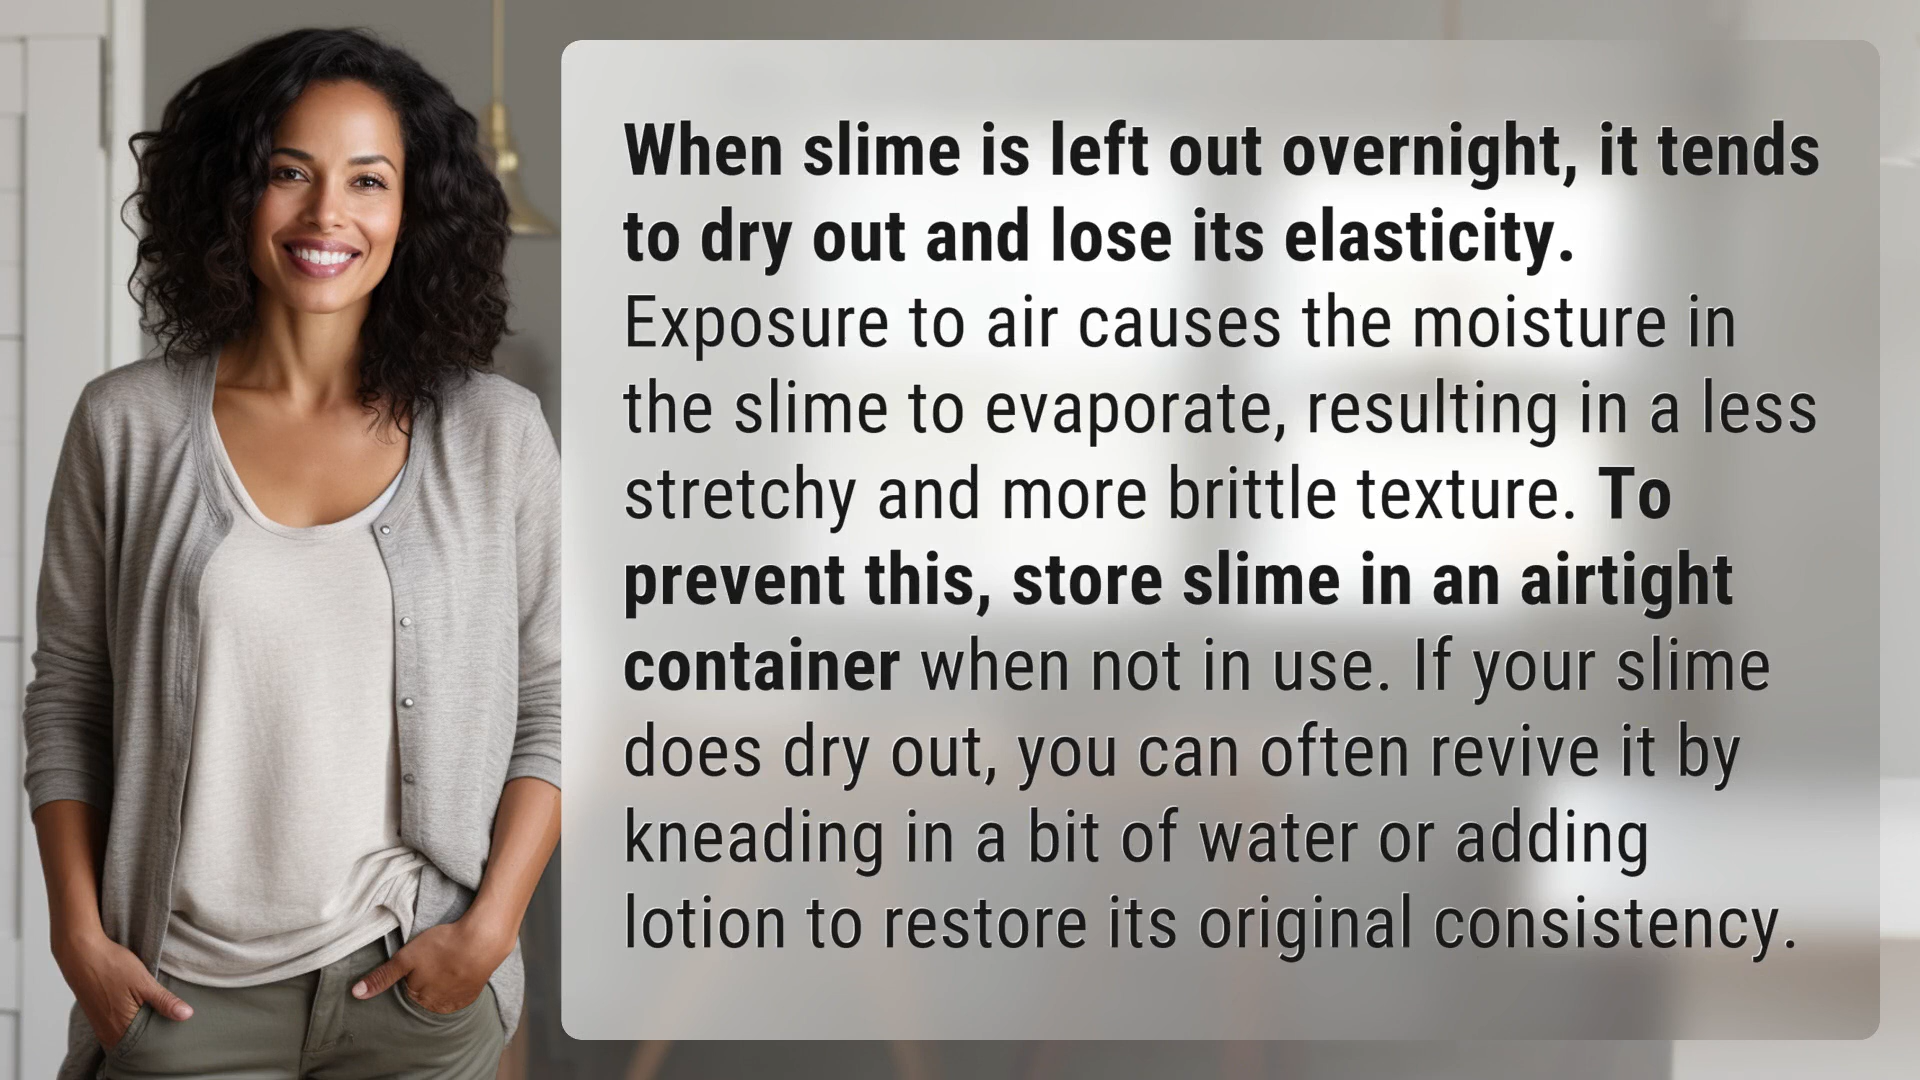 When slime is left out overnight, it tends
to dry out and lose its elasticity.
Exposure to air causes the moisture in
the slime to evaporate, resulting in a less
stretchy and more brittle texture. To
prevent this, store slime in an airtight
container when not in use. If your slime
does dry out, you can often revive it by
kneading in a bit of water or adding
lotion to restore its original consistency.